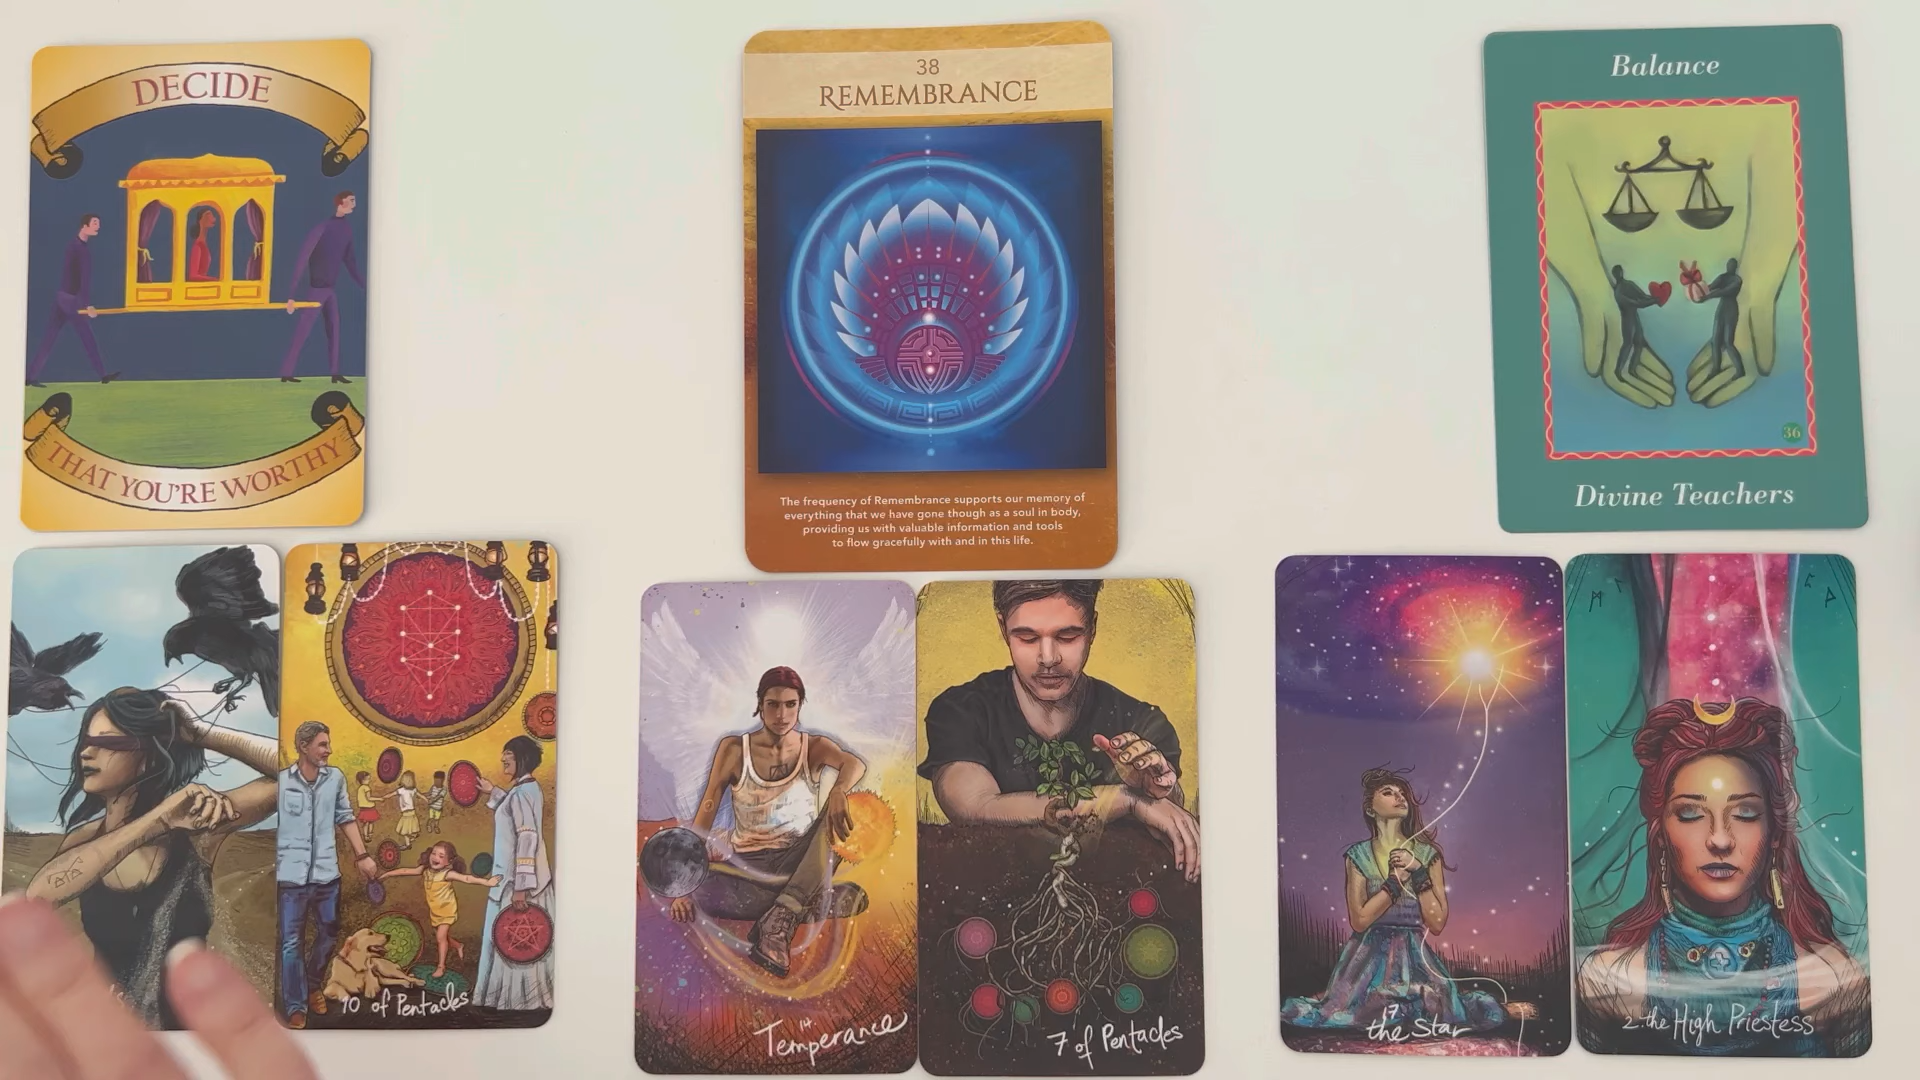 DECIDE
THAT YOU'RE WORTHY
10 of Pentacles
38
REMEMBRANCE
The frequency of Remembrance supports our memory of
everything that we have gone though as a soul in body,
providing us with valuable information and tools
to flow gracefully with and in this life.
14
Temperance
7 of Pentacles
Balance
36
Divine Teachers
17
the Star
2. the High Priestess